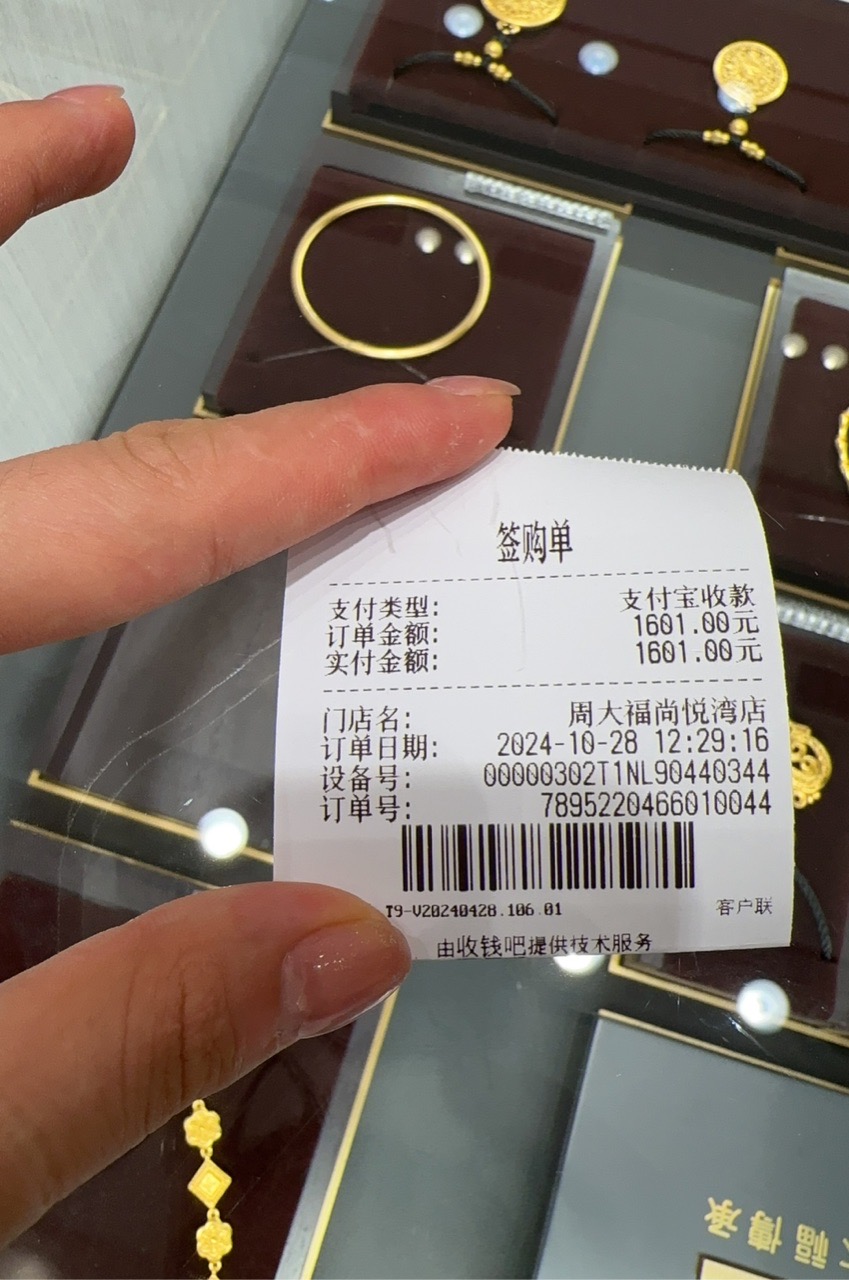 签购单
支付类型: 支付宝收款
订单金额: 1601.00元
实付金额: 1601.00元
门店名: 周大福尚悦湾店
订单日期: 2024-10-28 12:29:16
设备号: 00000302T1NL90440344
订单号: 7895220466010044
T9-V20240428.106.01 客户联
由收钱吧提供技术服务
福傳承